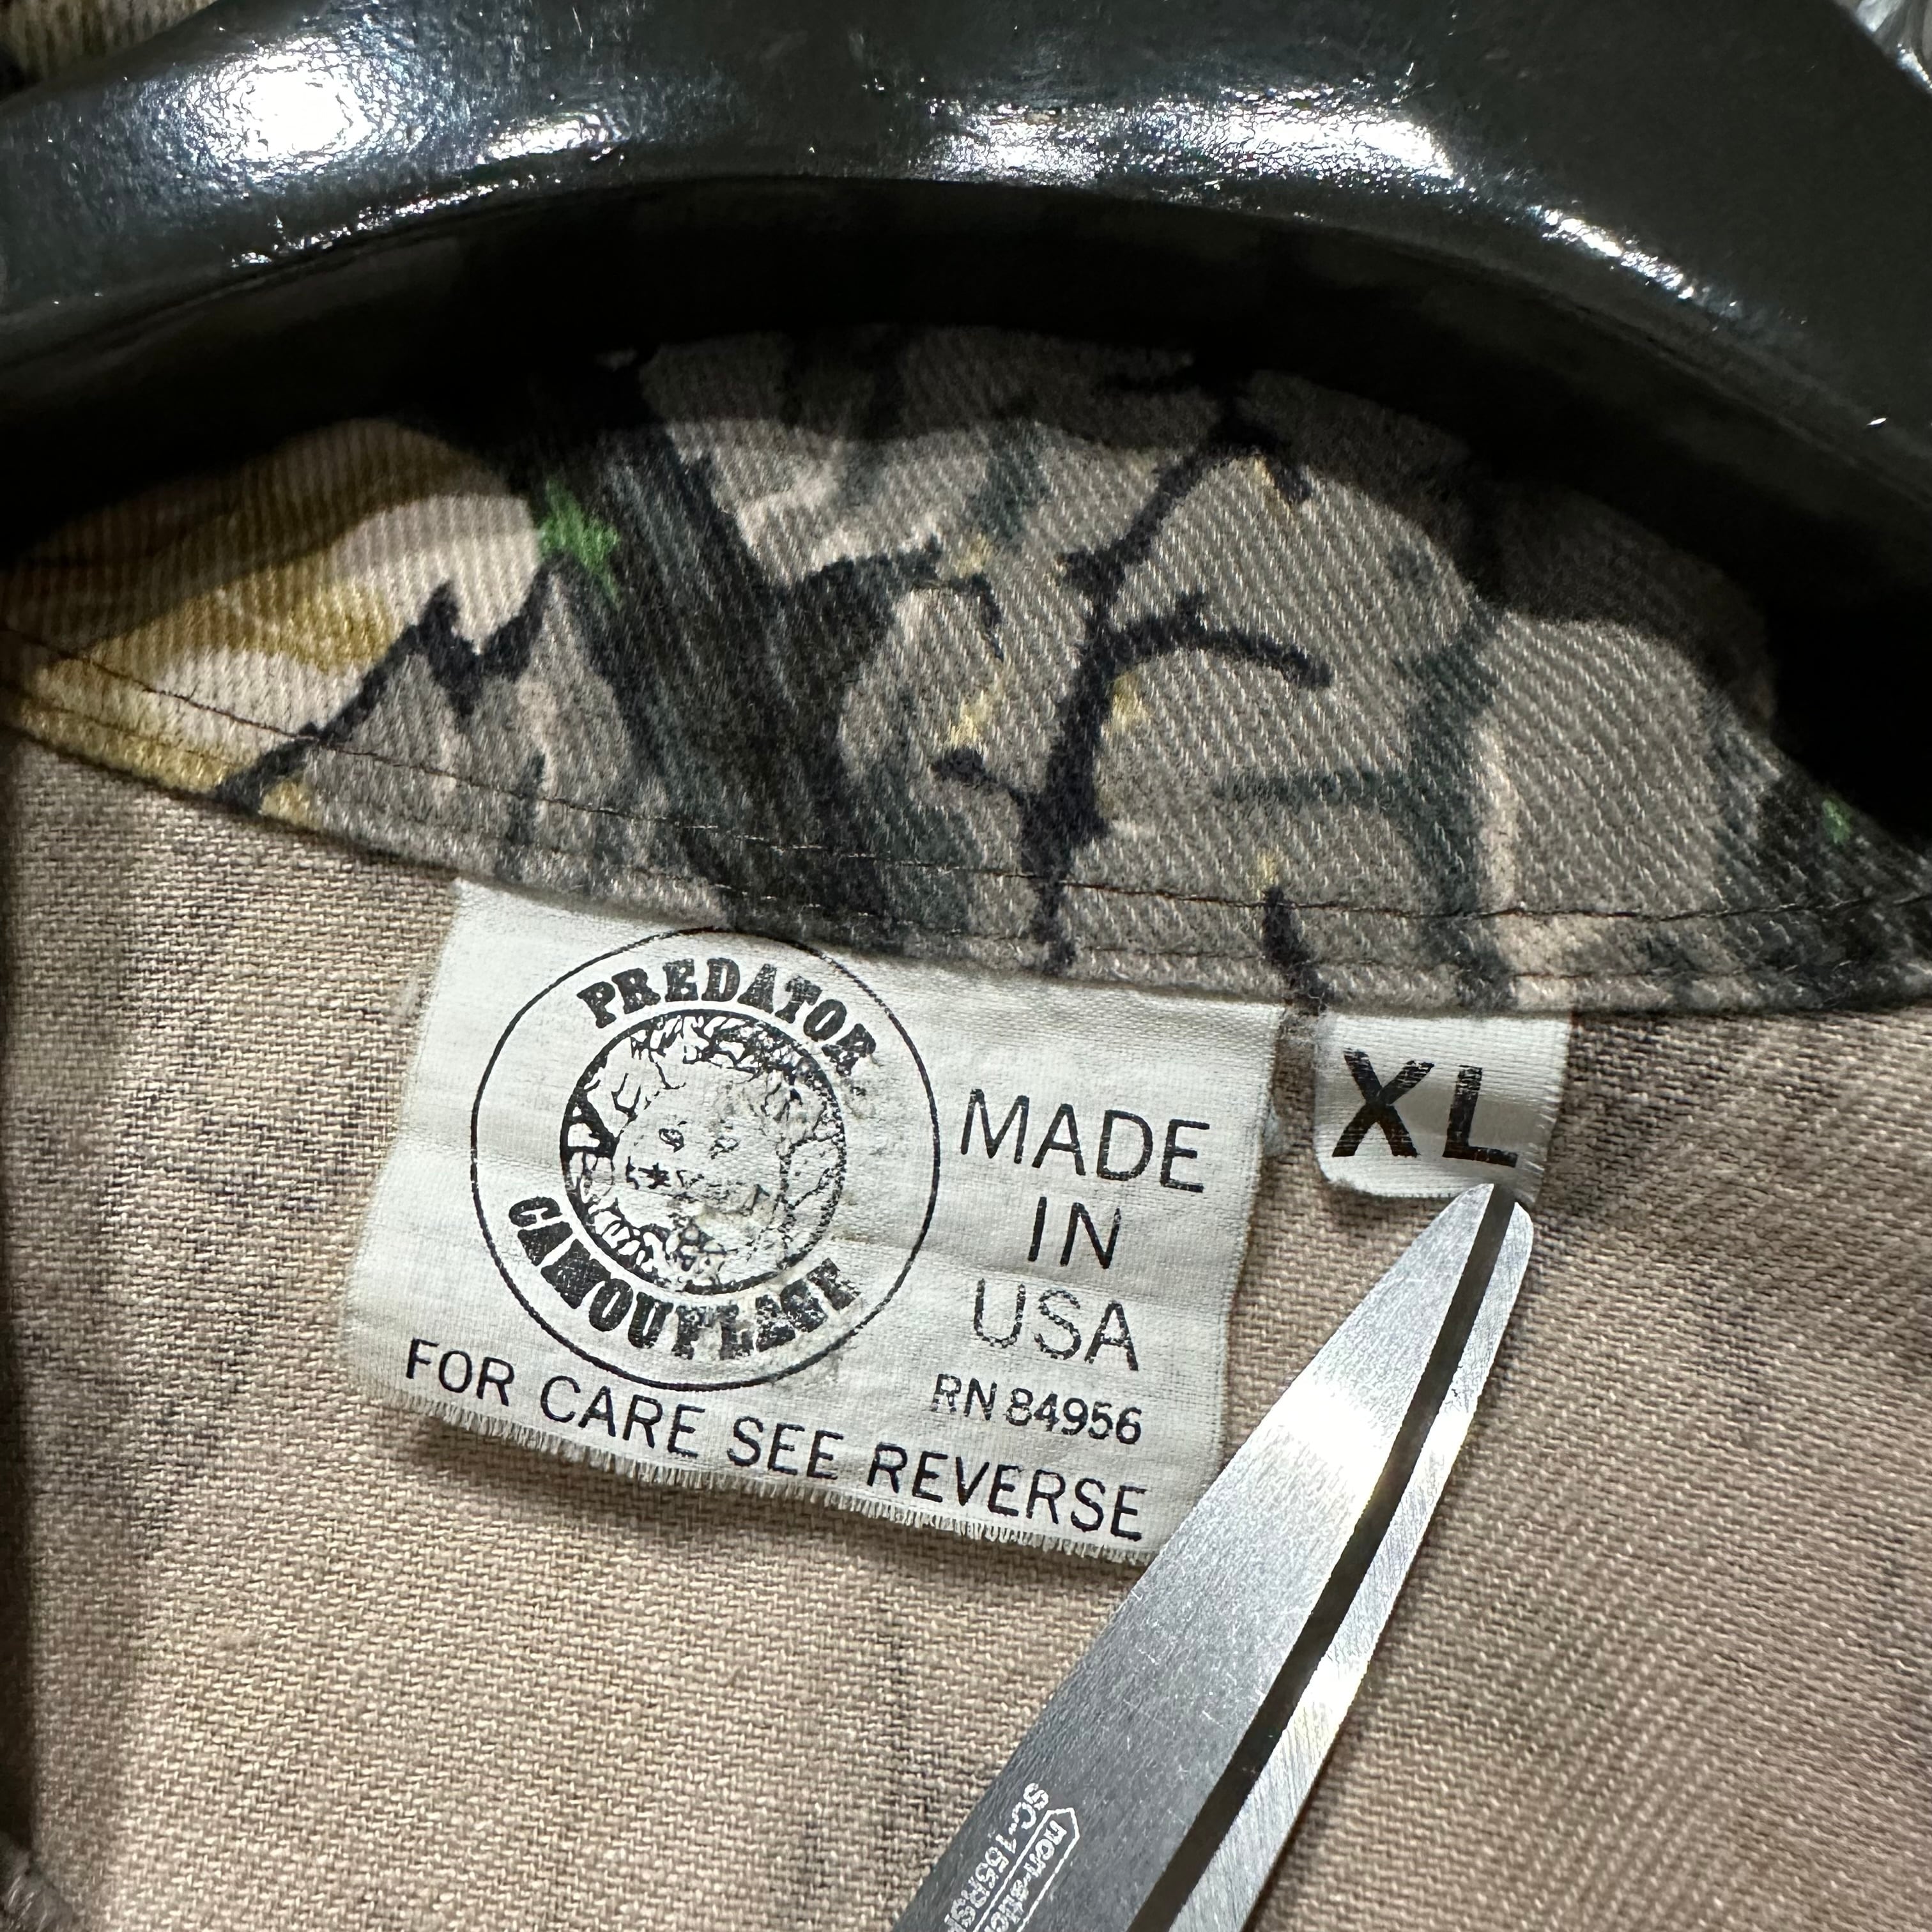 PREDATOR
CAMOUFLAGE
MADE
IN
USA
RN 84956
FOR CARE SEE REVERSE
XL